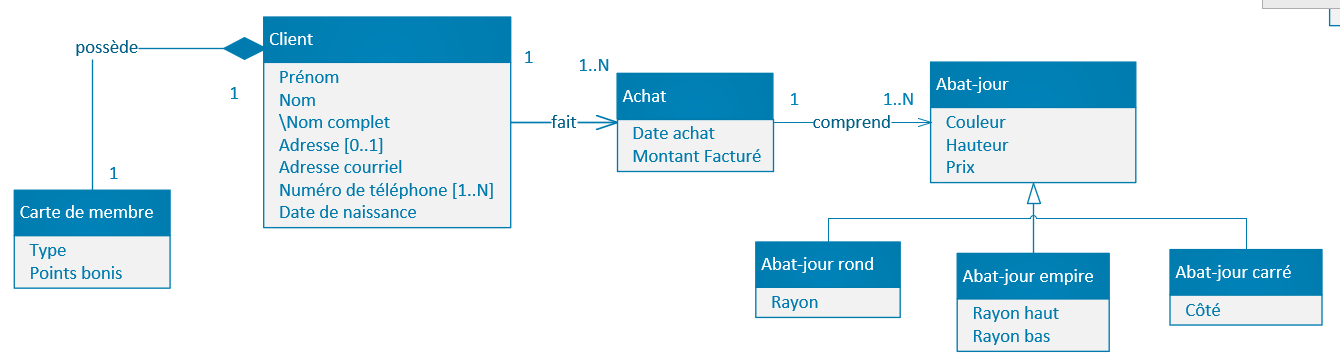 possède
1
1
Carte de membre
Type
Points bonis
Client
Prénom
Nom
\Nom complet
Adresse [0..1]
Adresse courriel
Numéro de téléphone [1..N]
Date de naissance
1
1..N
fait
Achat
Date achat
Montant Facturé
1
1..N
comprend
Abat-jour
Couleur
Hauteur
Prix
Abat-jour rond
Rayon
Abat-jour empire
Rayon haut
Rayon bas
Abat-jour carré
Côté